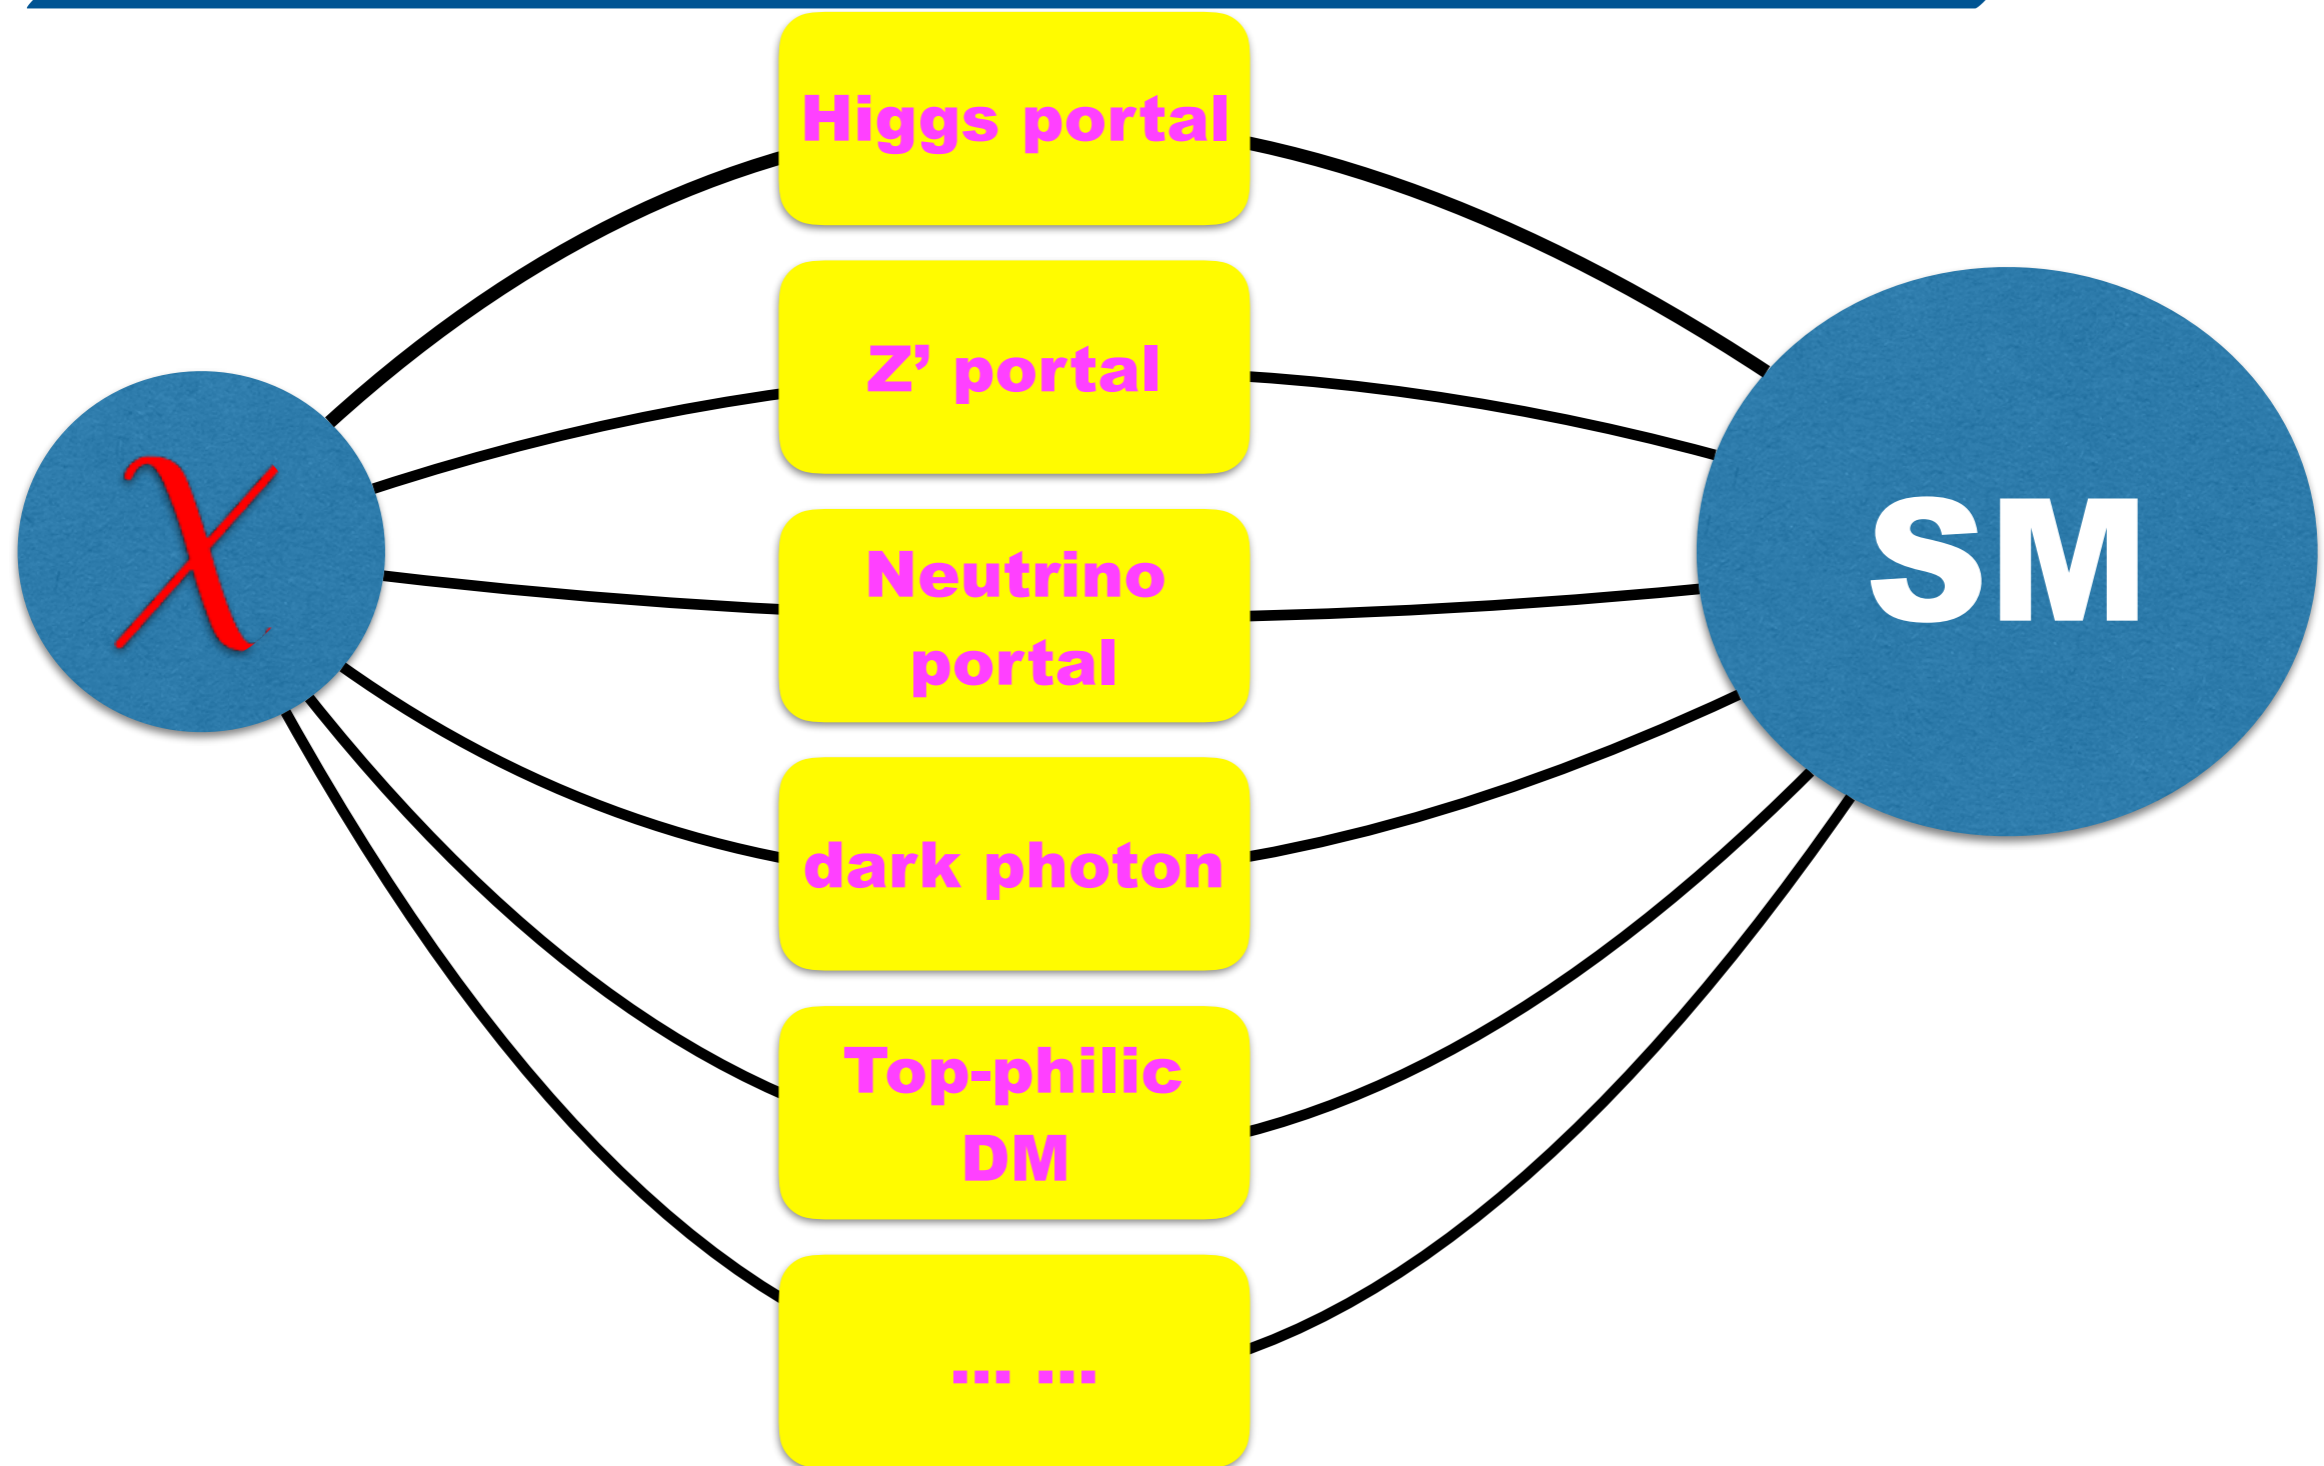 Higgs portal
Z’ portal
χ
SM
Neutrino
portal
dark photon
Top-philic
DM
... ...